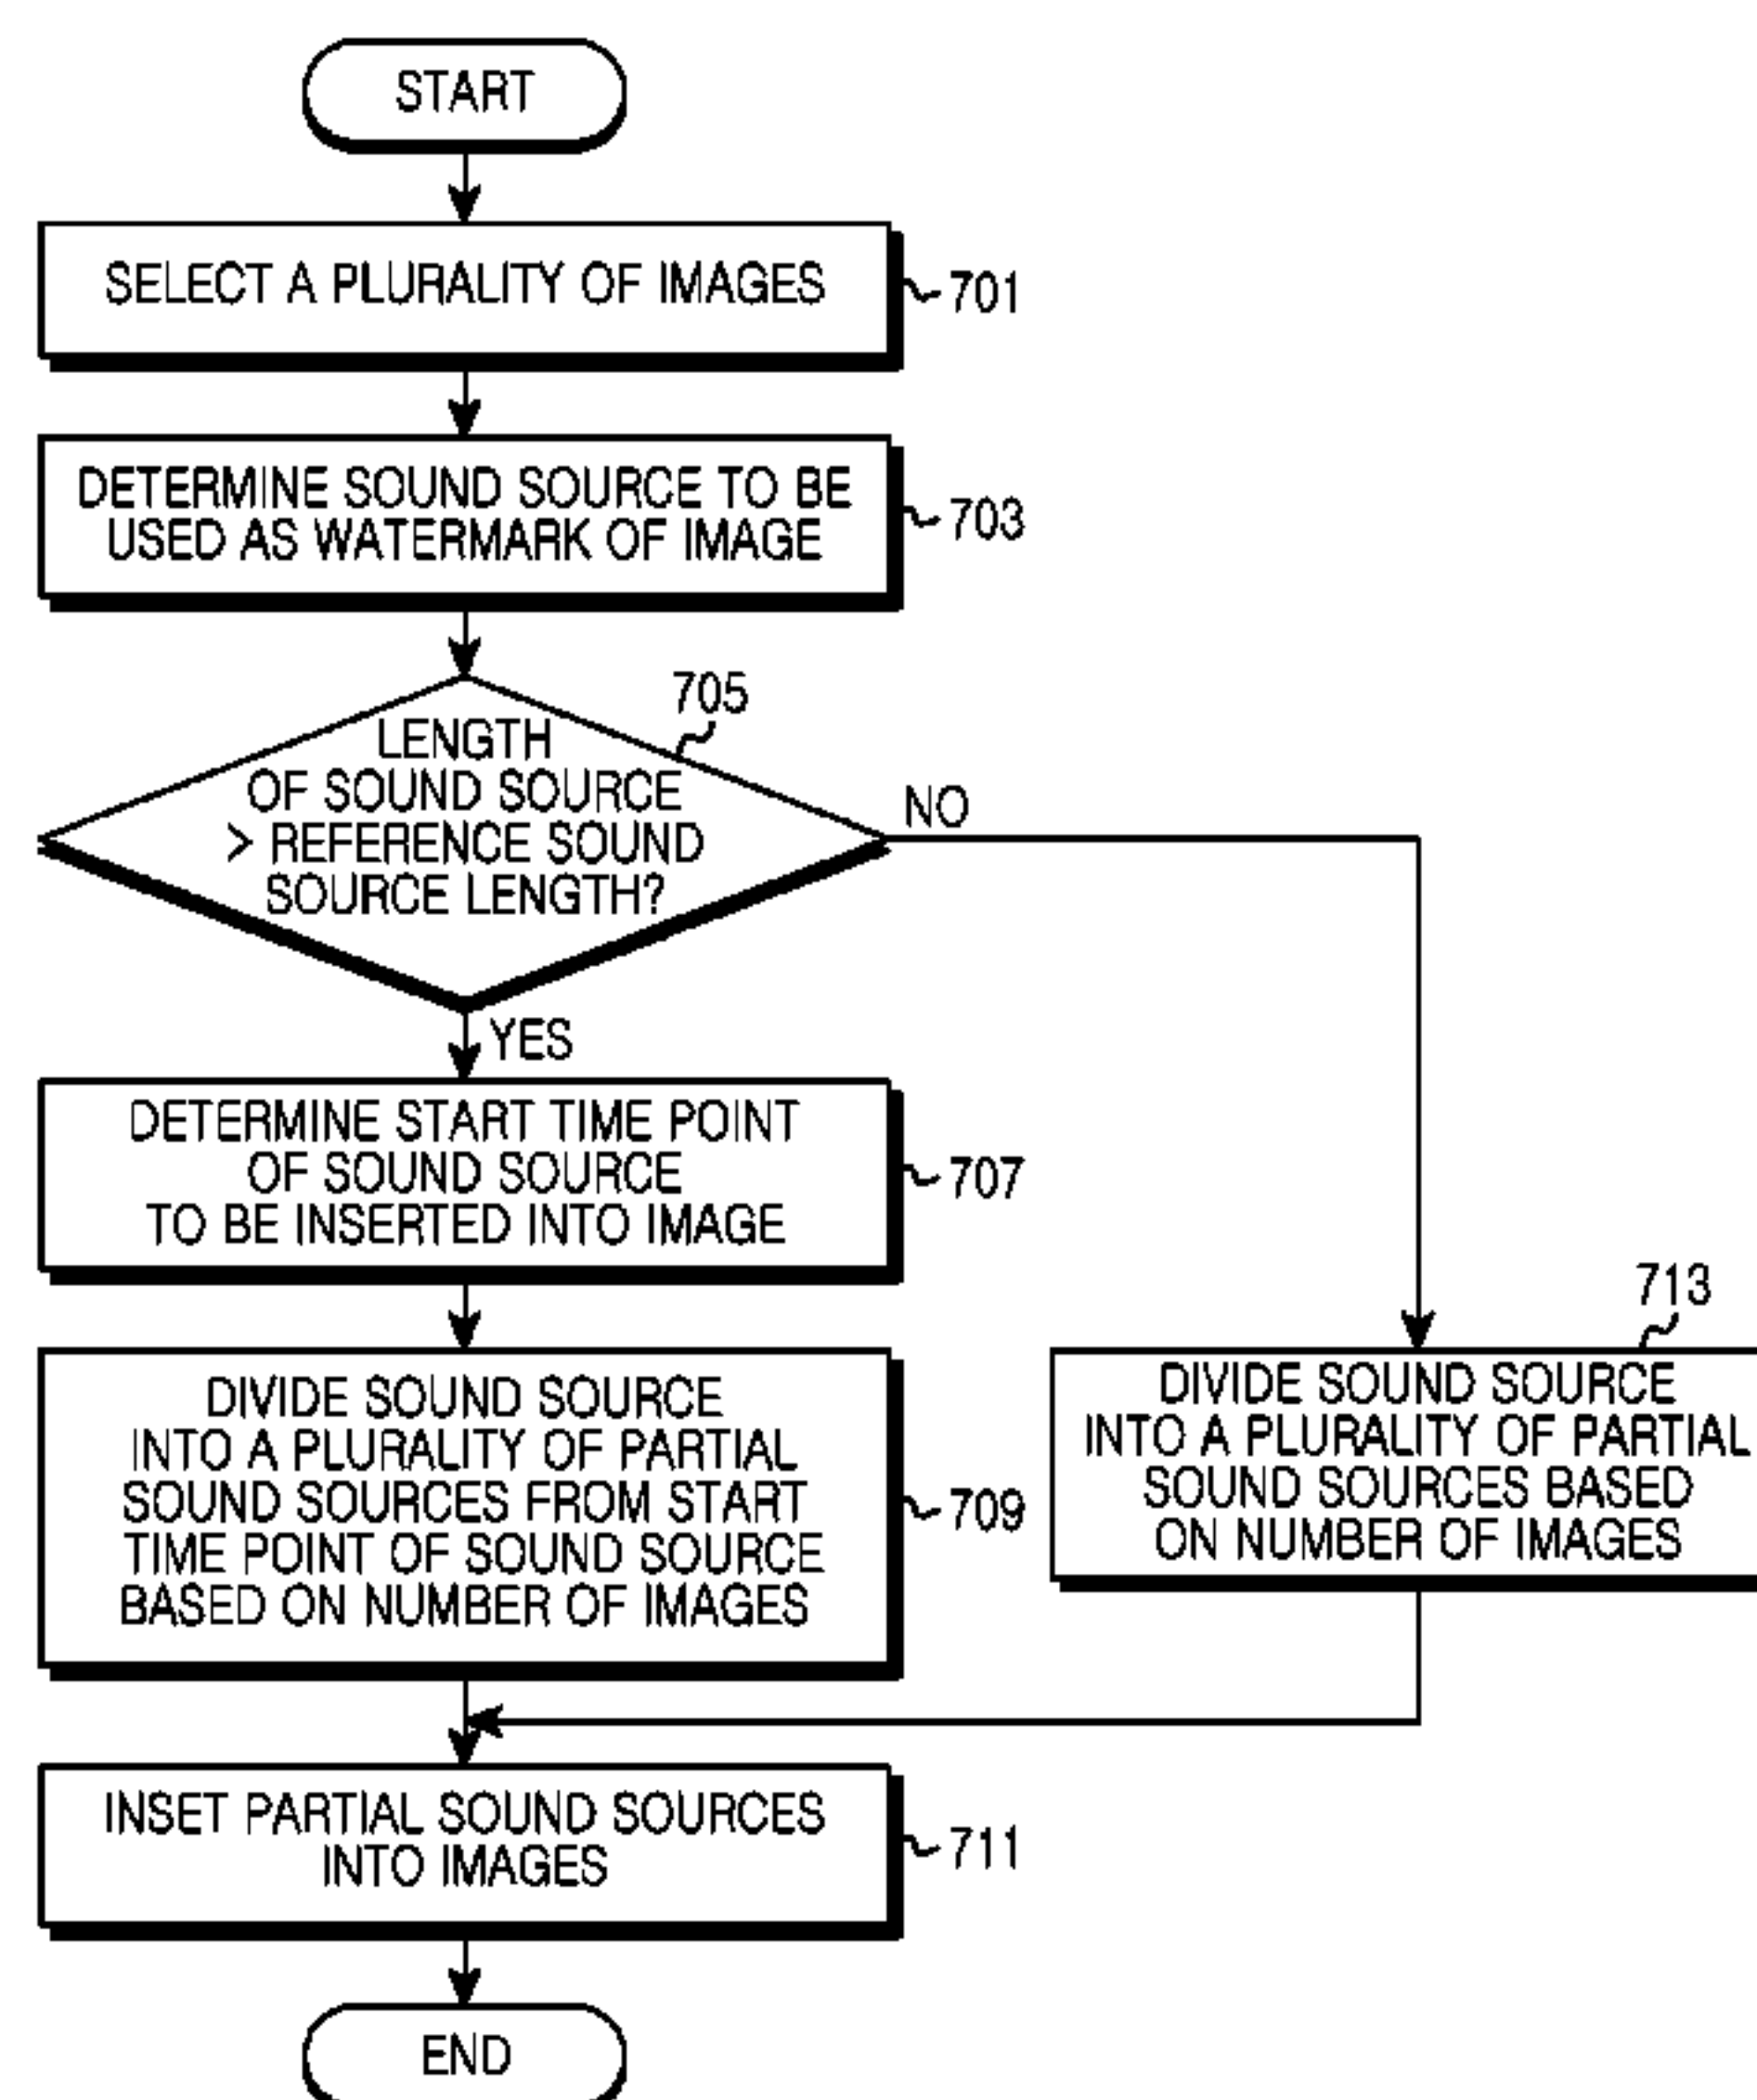 START
SELECT A PLURALITY OF IMAGES
701
DETERMINE SOUND SOURCE TO BE
USED AS WATERMARK OF IMAGE
703
705
LENGTH
OF SOUND SOURCE
> REFERENCE SOUND
SOURCE LENGTH?
NO
YES
DETERMINE START TIME POINT
OF SOUND SOURCE
TO BE INSERTED INTO IMAGE
707
DIVIDE SOUND SOURCE
INTO A PLURALITY OF PARTIAL
SOUND SOURCES FROM START
TIME POINT OF SOUND SOURCE
BASED ON NUMBER OF IMAGES
709
713
DIVIDE SOUND SOURCE
INTO A PLURALITY OF PARTIAL
SOUND SOURCES BASED
ON NUMBER OF IMAGES
INSET PARTIAL SOUND SOURCES
INTO IMAGES
711
END